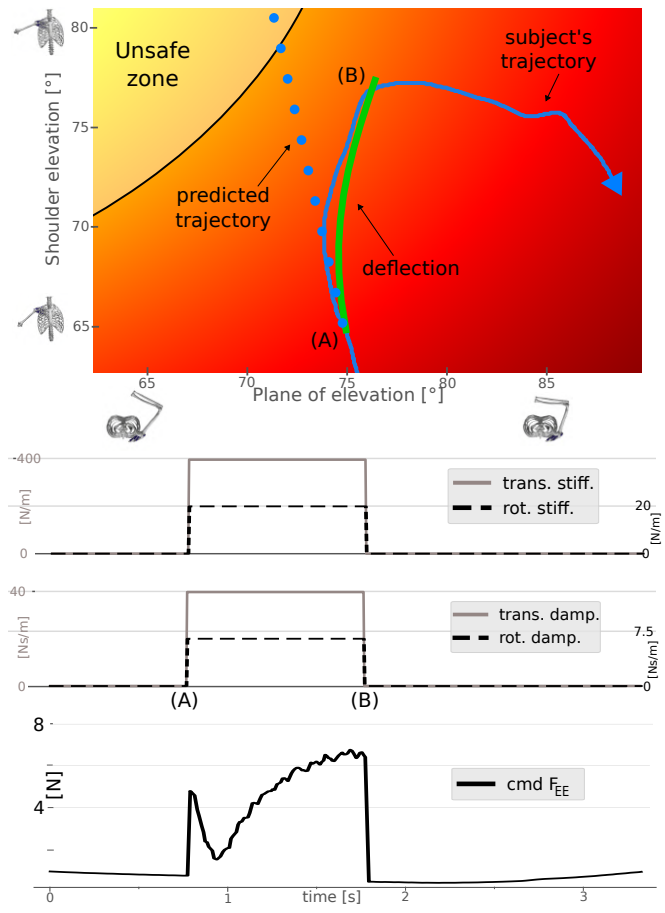 80
Unsafe
zone
subject's
trajectory
(B)
75
Shoulder elevation [°]
predicted
trajectory
70
deflection
65
(A)
65
70
75
80
85
Plane of elevation [°]
-400
trans. stiff.
rot. stiff.
20
[N/m]
[N/m]
0
0
40
trans. damp.
rot. damp.
7.5
[Ns/m]
[Ns/m]
0
0
(A)
(B)
8
[N]
cmd F_EE
4
0
1
time [s]
2
3